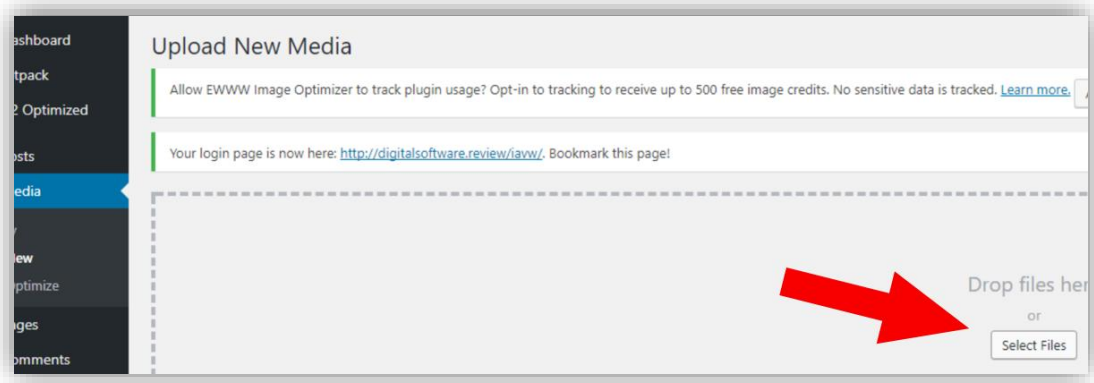 ashboard
tpack
2 Optimized
osts
edia
ew
ptimize
ages
omments
Upload New Media
Allow EWWW Image Optimizer to track plugin usage? Opt-in to tracking to receive up to 500 free image credits. No sensitive data is tracked. Learn more.
Your login page is now here: http://digitalsoftware.review/iavw/. Bookmark this page!
Drop files her
or
Select Files